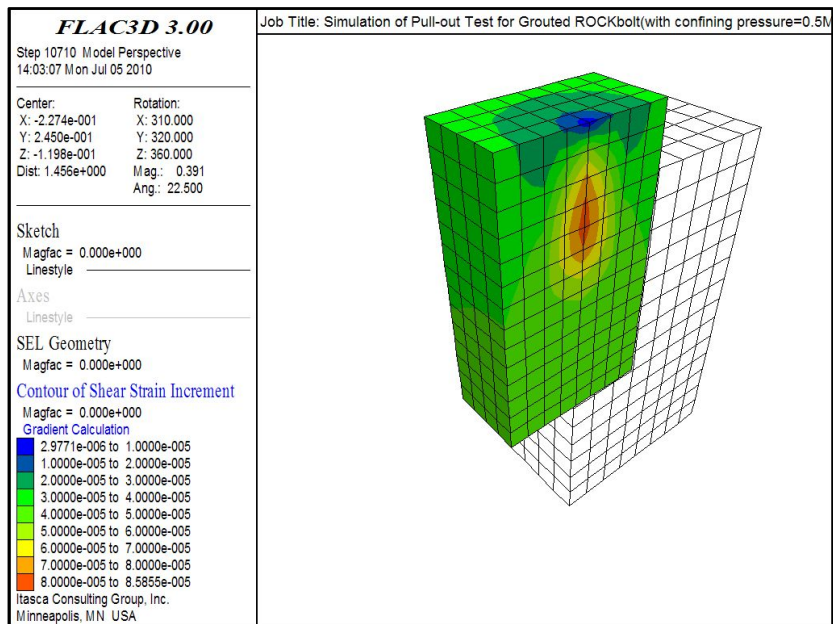 FLAC3D 3.00
Job Title: Simulation of Pull-out Test for Grouted ROCKbolt(with confining pressure=0.5M
Step 10710 Model Perspective
14:03:07 Mon Jul 05 2010
Center: Rotation:
X: -2.274e-001 X: 310.000
Y: 2.450e-001 Y: 320.000
Z: -1.198e-001 Z: 360.000
Dist: 1.456e+000 Mag.: 0.391
Ang.: 22.500
Sketch
Magfac = 0.000e+000
Linestyle
Axes
Linestyle
SEL Geometry
Magfac = 0.000e+000
Contour of Shear Strain Increment
Magfac = 0.000e+000
Gradient Calculation
2.9771e-006 to 1.0000e-005
1.0000e-005 to 2.0000e-005
2.0000e-005 to 3.0000e-005
3.0000e-005 to 4.0000e-005
4.0000e-005 to 5.0000e-005
5.0000e-005 to 6.0000e-005
6.0000e-005 to 7.0000e-005
7.0000e-005 to 8.0000e-005
8.0000e-005 to 8.5855e-005
Itasca Consulting Group, Inc.
Minneapolis, MN USA